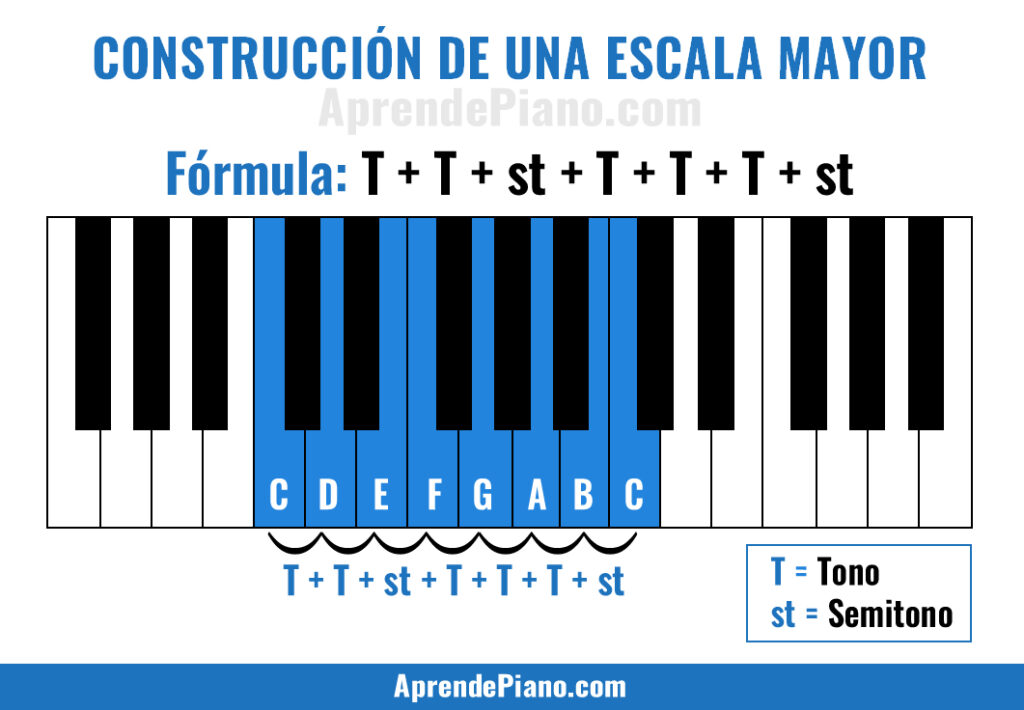 CONSTRUCCIÓN DE UNA ESCALA MAYOR
AprendePiano.com
Fórmula: T + T + st + T + T + T + st
C D E F G A B C
T + T + st + T + T + T + st
T = Tono
st = Semitono
AprendePiano.com